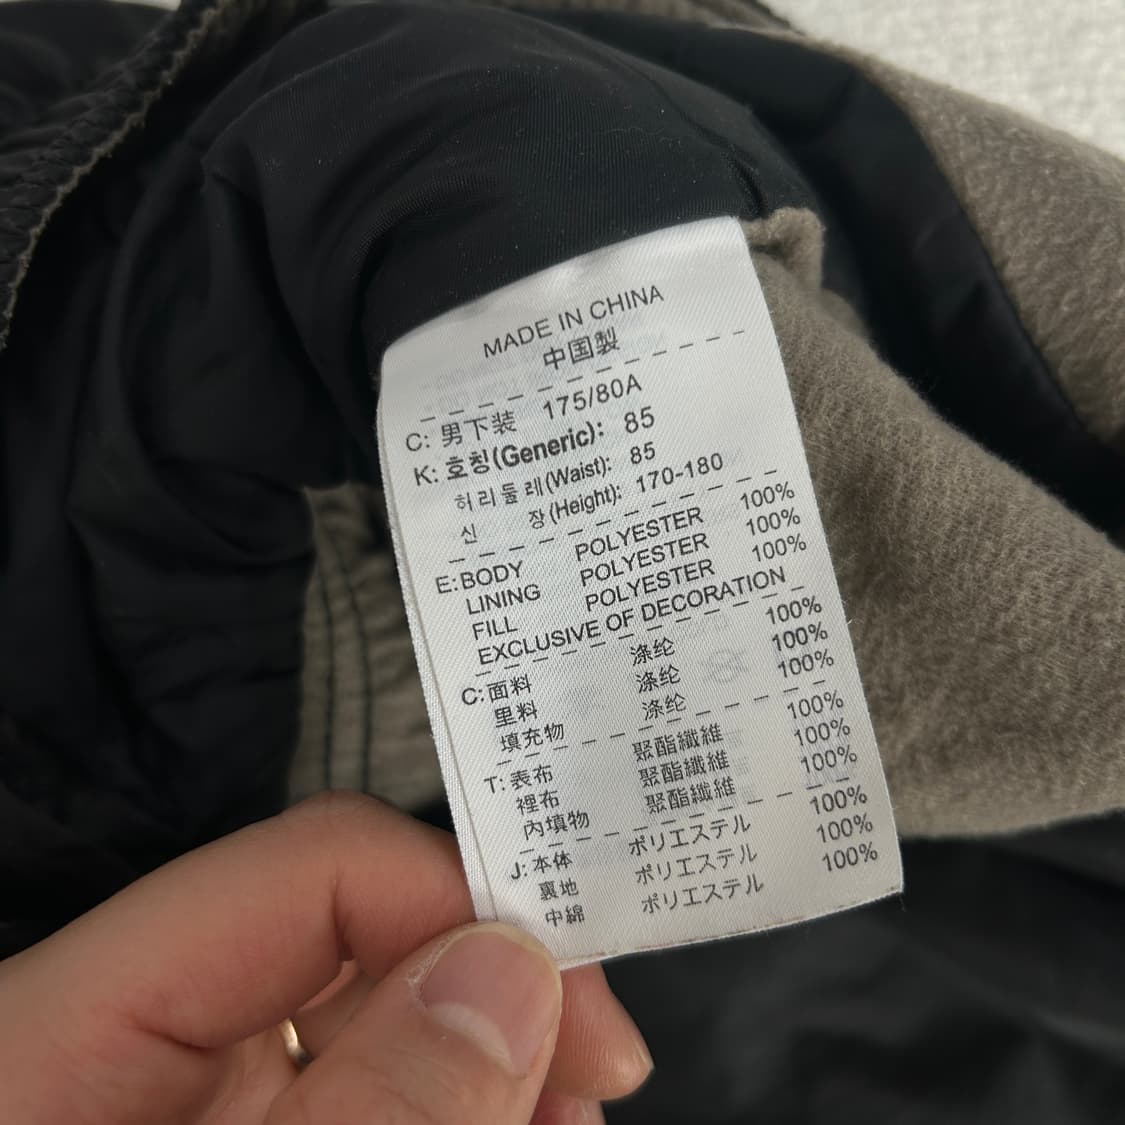 MADE IN CHINA
中国製
C: 男下装 175/80A
K: 호칭(Generic): 85
허리둘레(Waist): 85
신 장(Height): 170-180
E: BODY POLYESTER 100%
LINING POLYESTER 100%
FILL POLYESTER 100%
EXCLUSIVE OF DECORATION
C: 面料 涤纶 100%
里料 涤纶 100%
填充物 涤纶 100%
T: 表布 聚酯纖維 100%
裡布 聚酯纖維 100%
內填物 聚酯纖維 100%
J: 本体 ポリエステル 100%
裏地 ポリエステル 100%
中綿 ポリエステル 100%